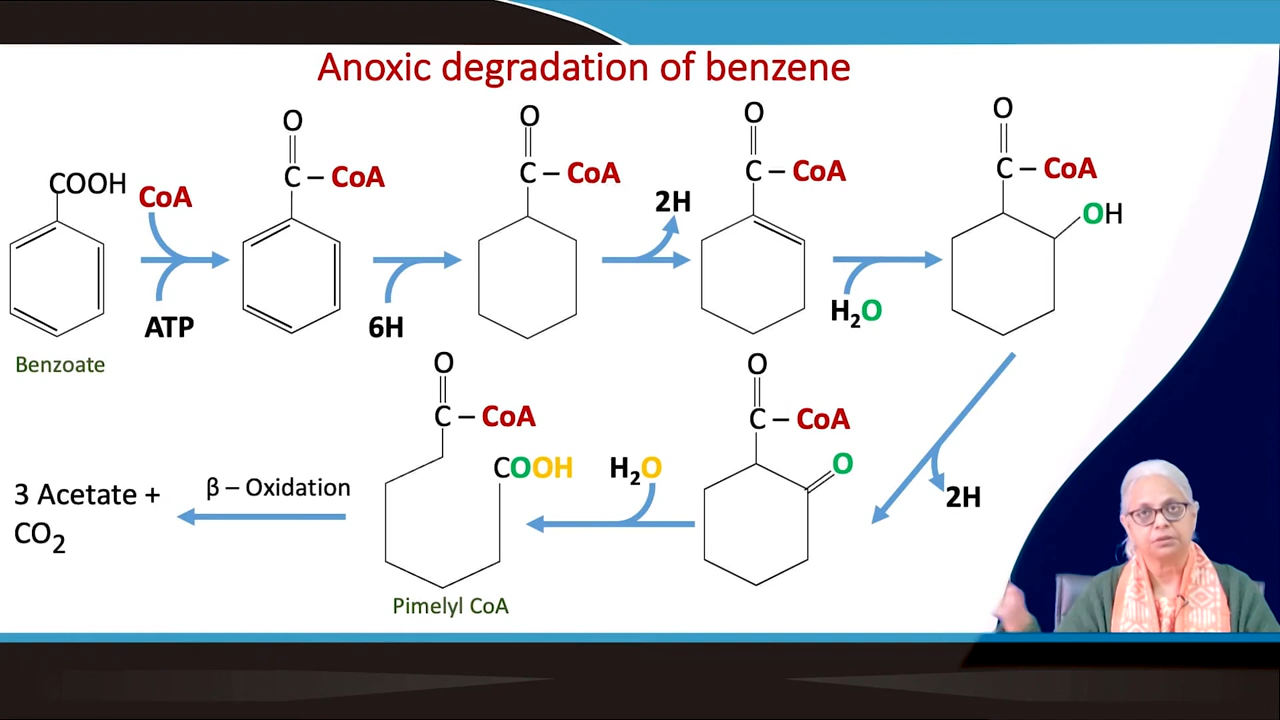 Anoxic degradation of benzene
COOH
Benzoate
CoA
ATP
O
C – CoA
6H
O
C – CoA
2H
O
C – CoA
H2O
O
C – CoA
OH
2H
O
C – CoA
O
H2O
O
C – CoA
COOH
Pimelyl CoA
β – Oxidation
3 Acetate +
CO2